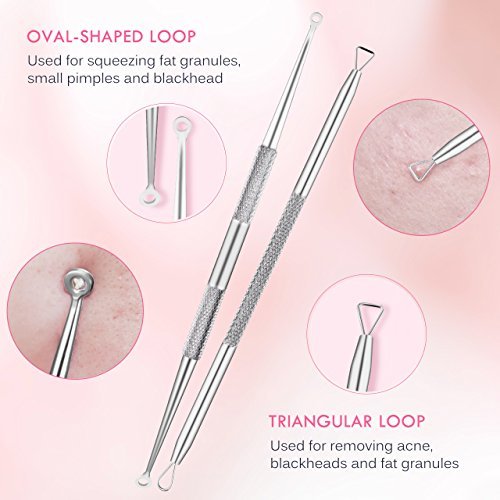 OVAL-SHAPED LOOP
Used for squeezing fat granules,
small pimples and blackhead
TRIANGULAR LOOP
Used for removing acne,
blackheads and fat granules